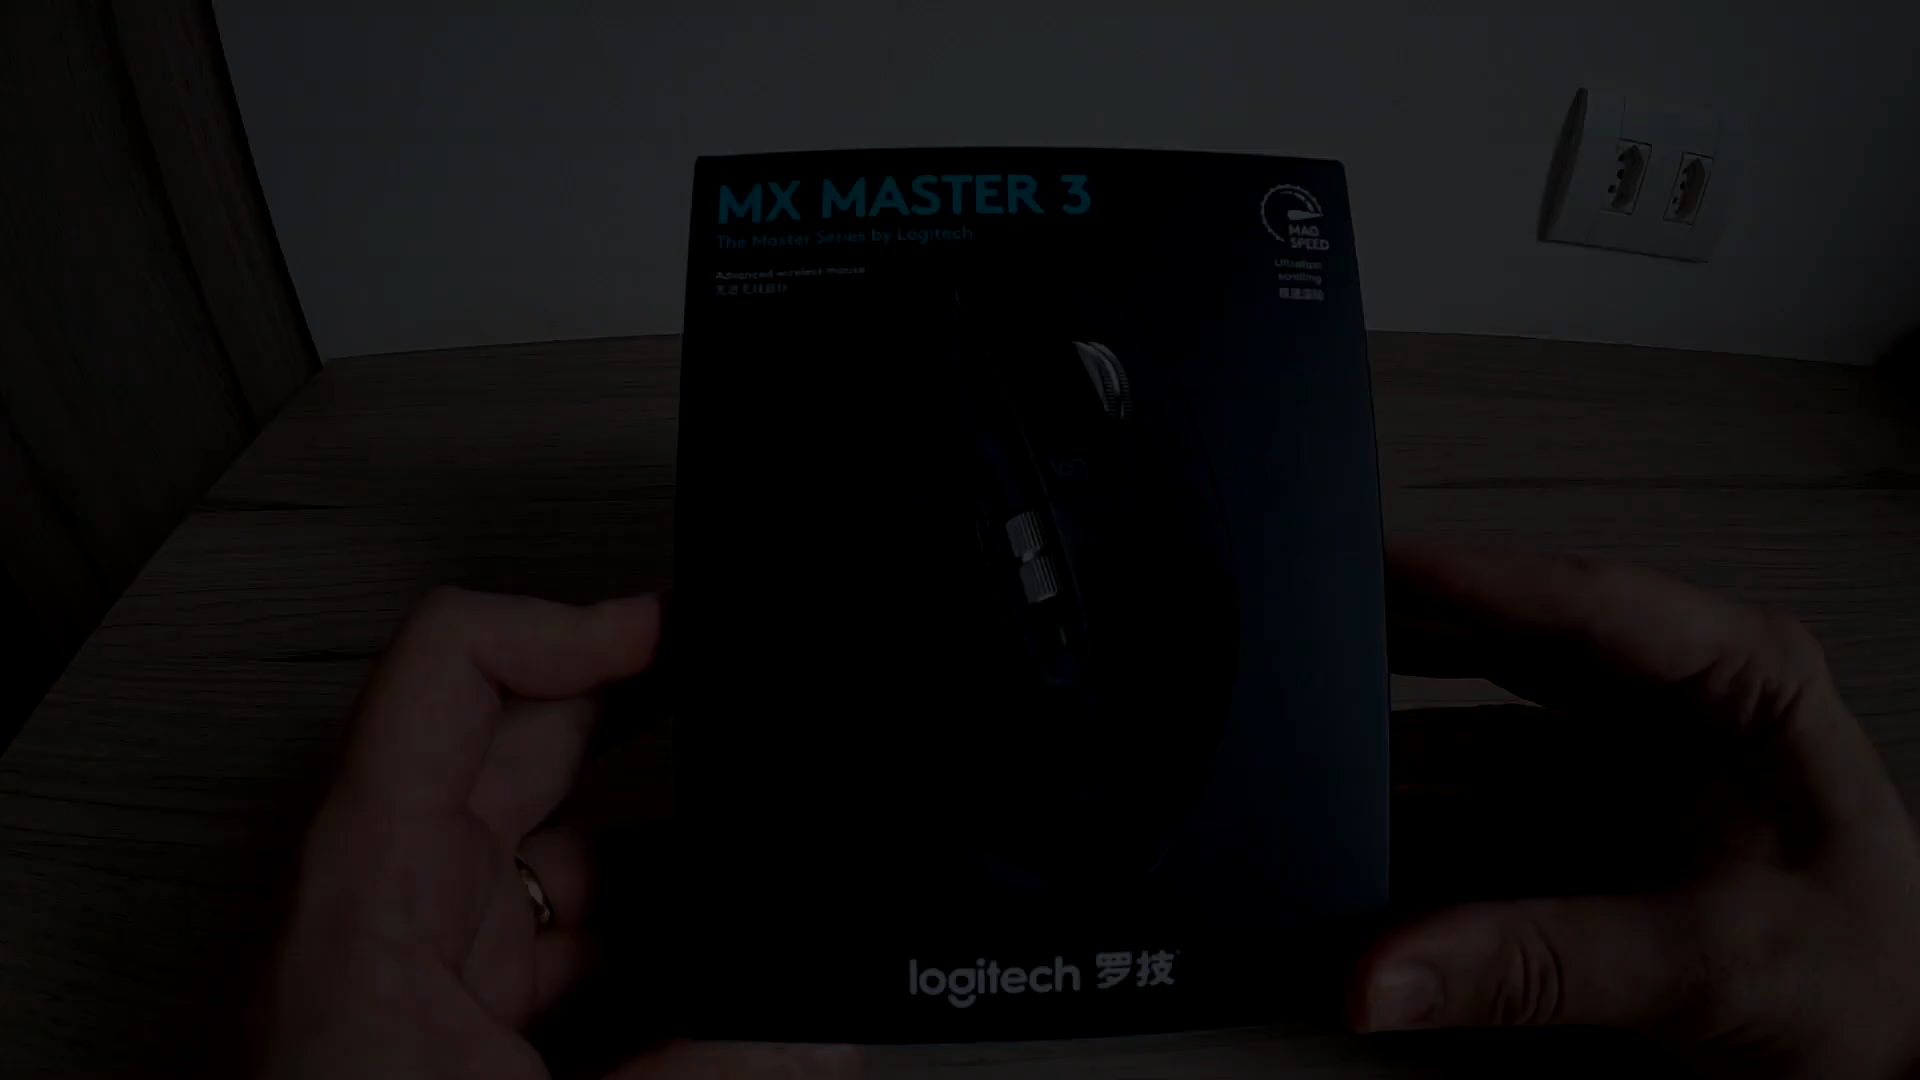 MX MASTER 3
The Master Series by Logitech
Advanced wireless mouse
MAG
SPEED
Ultrafast
scrolling
logitech 罗技